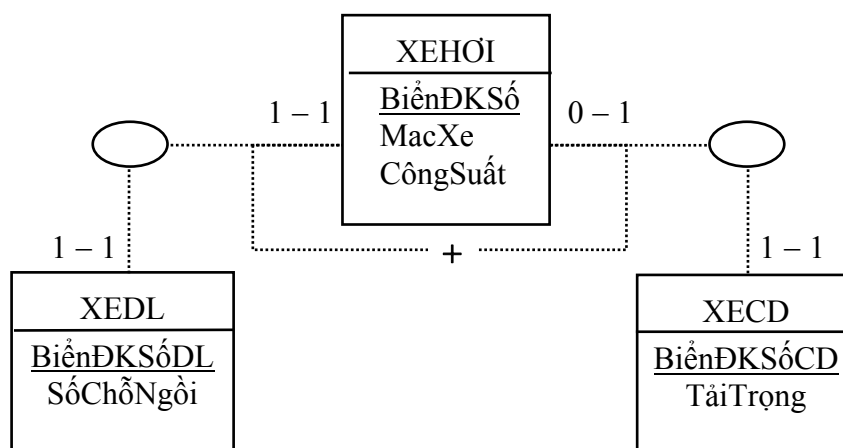 XEHƠI
BiểnĐKSố
MacXe
CôngSuất
1 – 1
0 – 1
1 – 1
+
1 – 1
XEDL
BiểnĐKSốDL
SốChỗNgồi
XECD
BiểnĐKSốCD
TảiTrọng